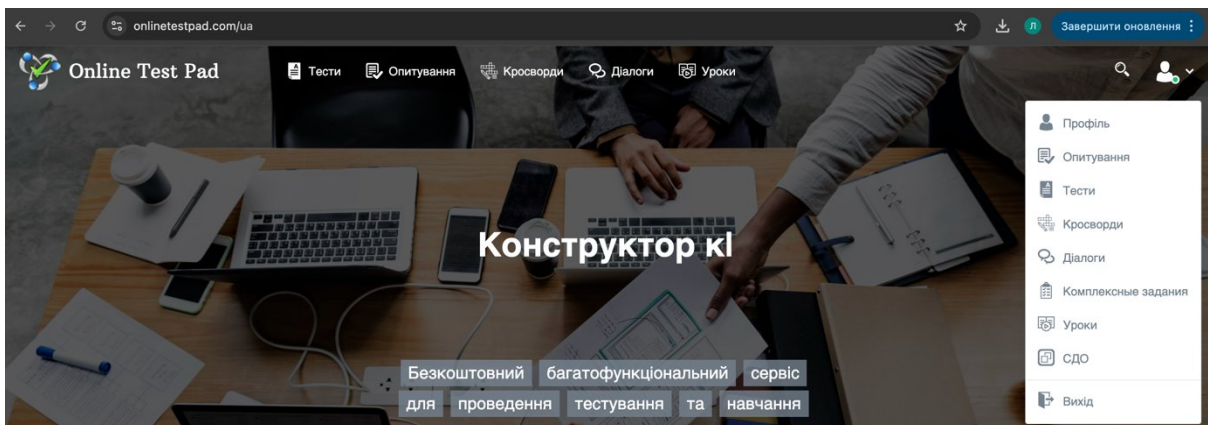 onlinetestpad.com/ua
Л
Завершити оновлення
Online Test Pad
Тести
Опитування
Кросворди
Діалоги
Уроки
Конструктор кl
Безкоштовний багатофункціональний сервіс
для проведення тестування та навчання
Профіль
Опитування
Тести
Кросворди
Діалоги
Комплексные задания
Уроки
СДО
Вихід